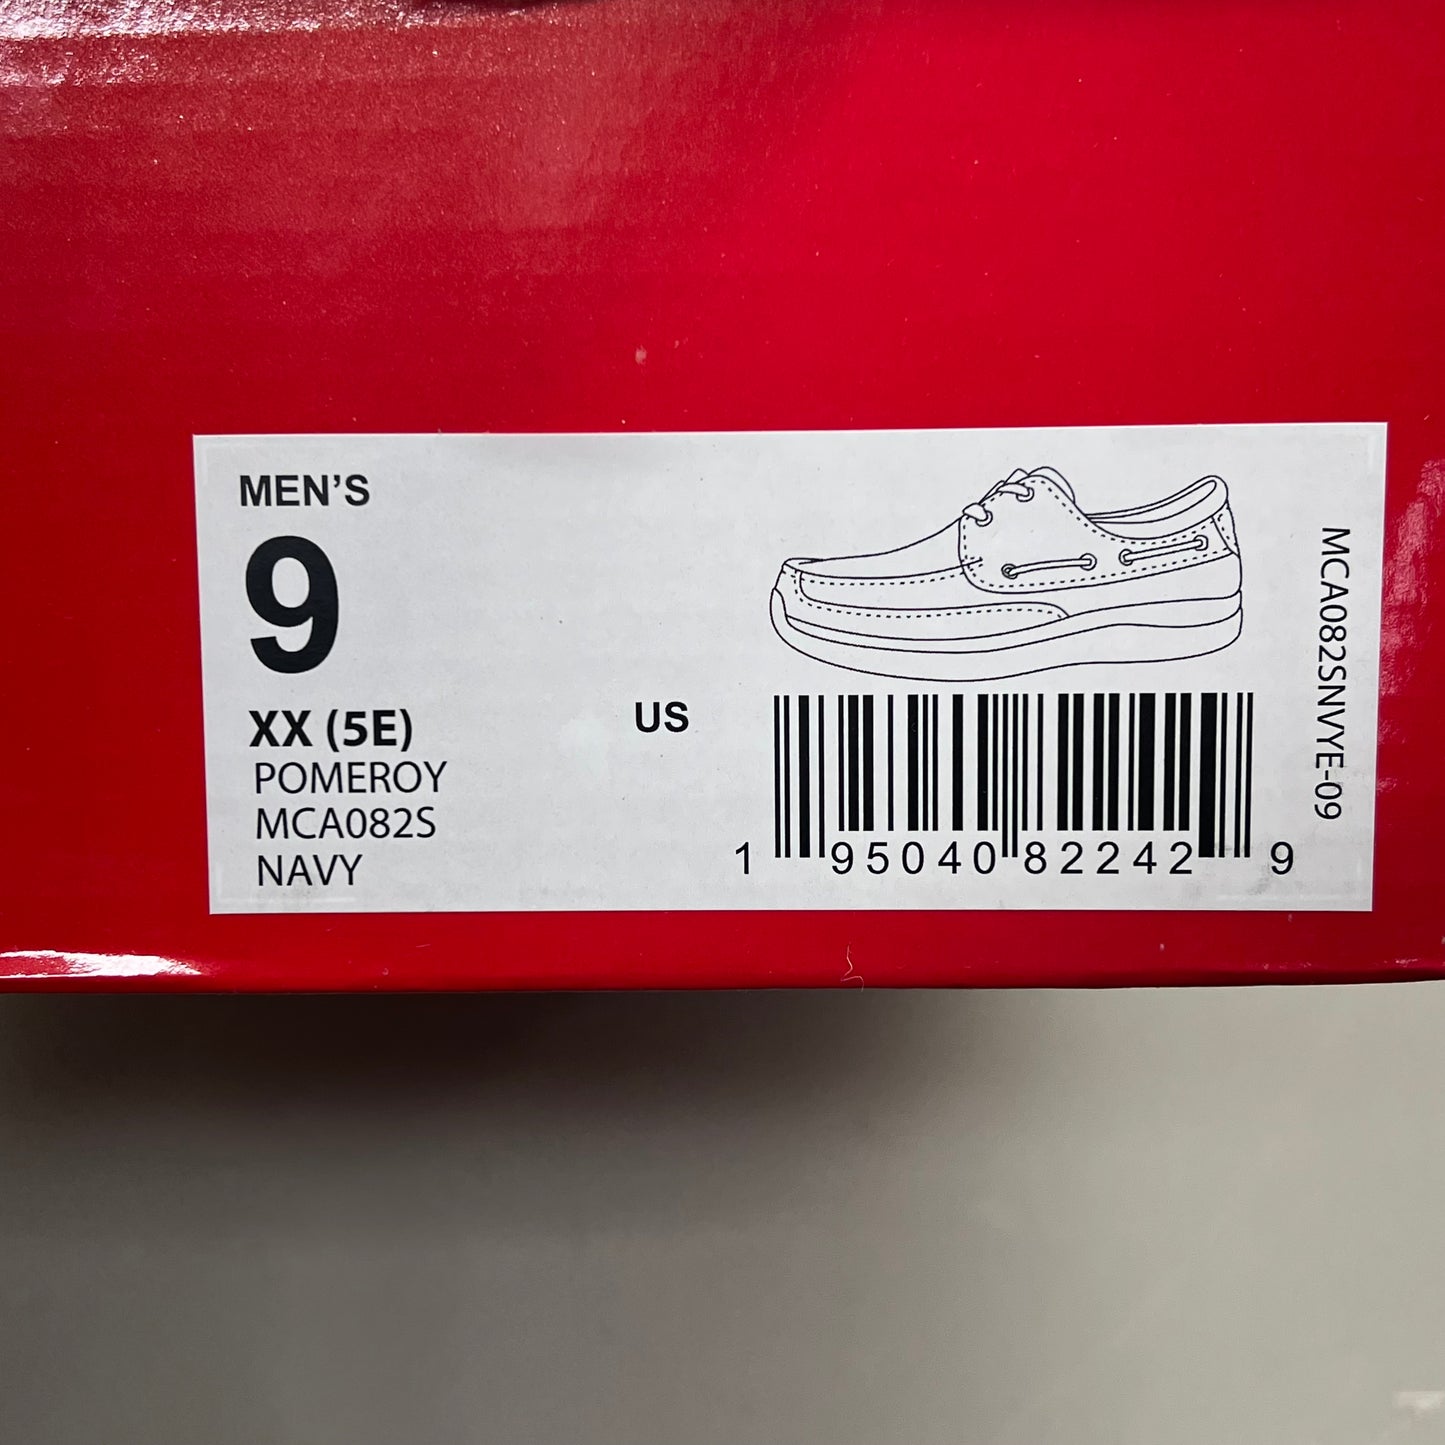 MEN'S
9
XX (5E)
US
POMEROY
MCA082S
NAVY
1 95040 82242 9
MCA082SNVYE-09